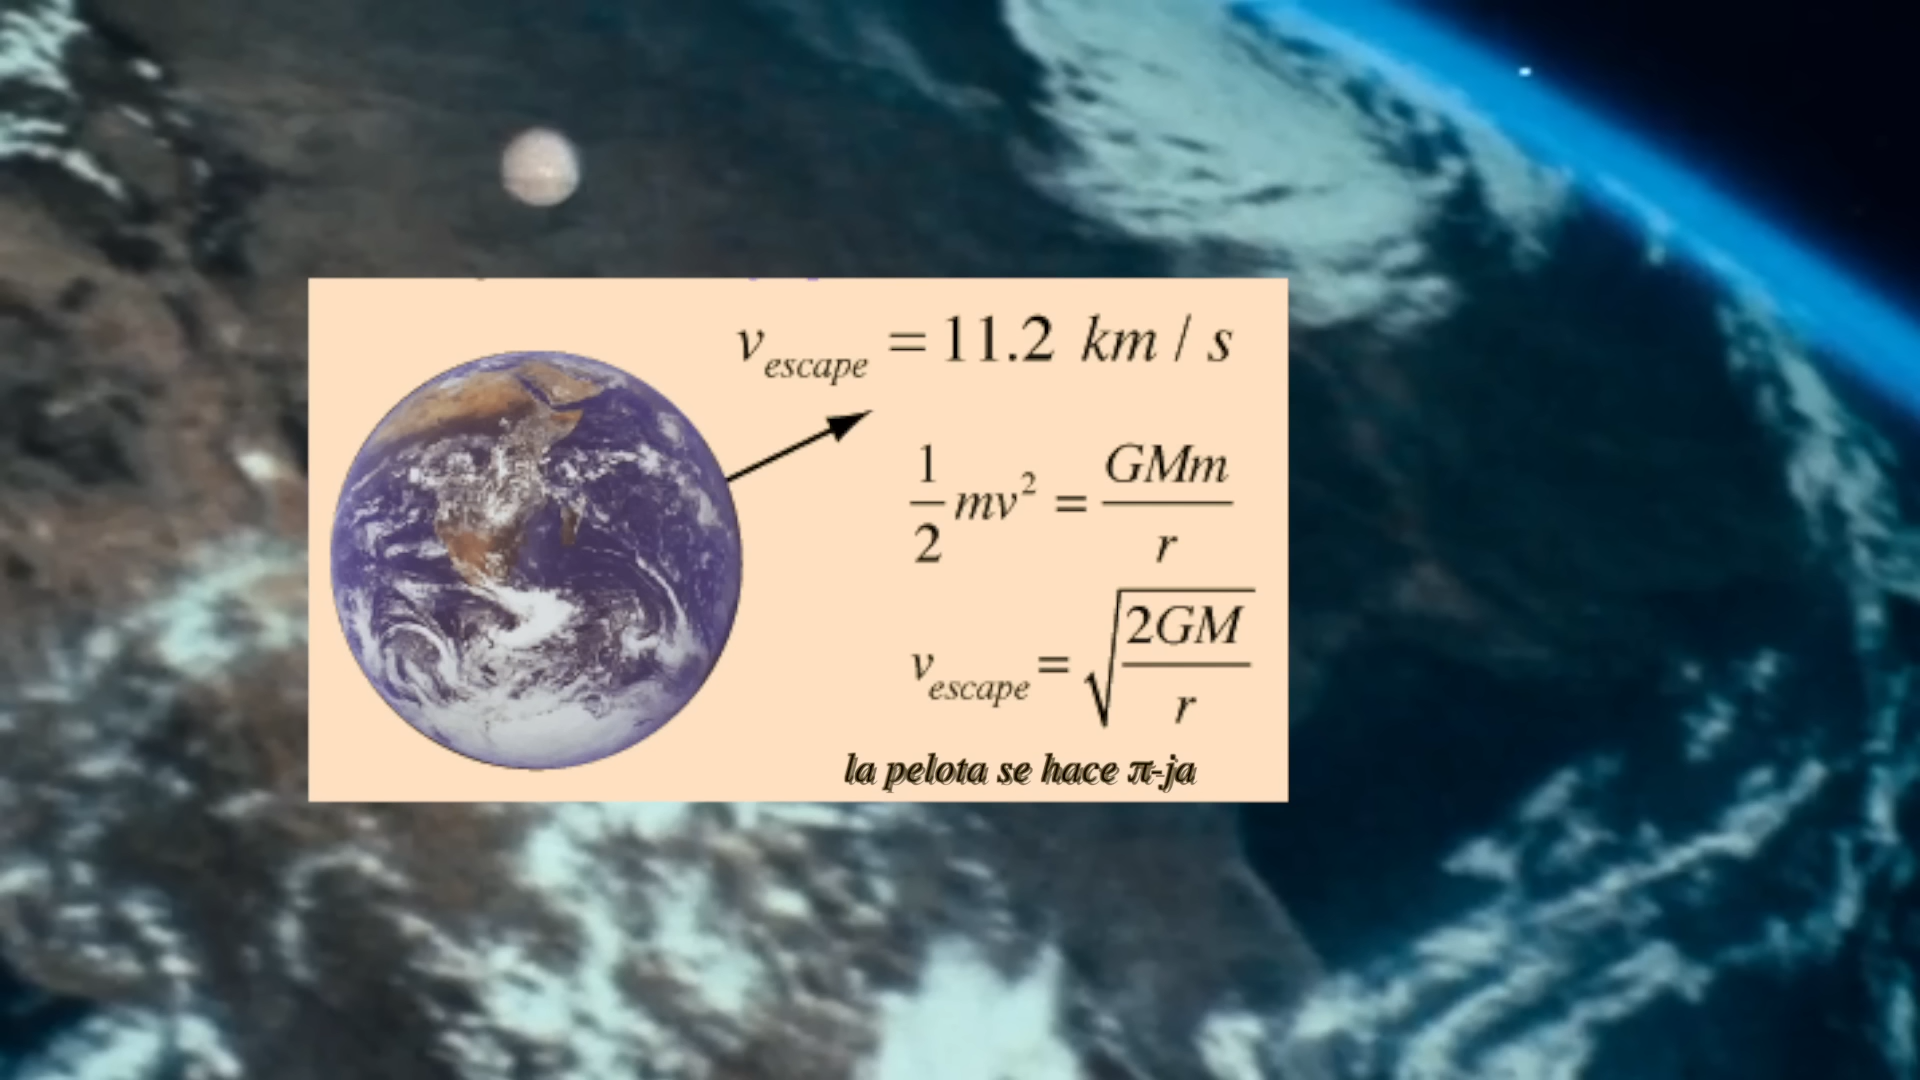 v_escape = 11.2 km / s
1/2 mv² = GMm/r
v_escape = √(2GM/r)
la pelota se hace π-ja